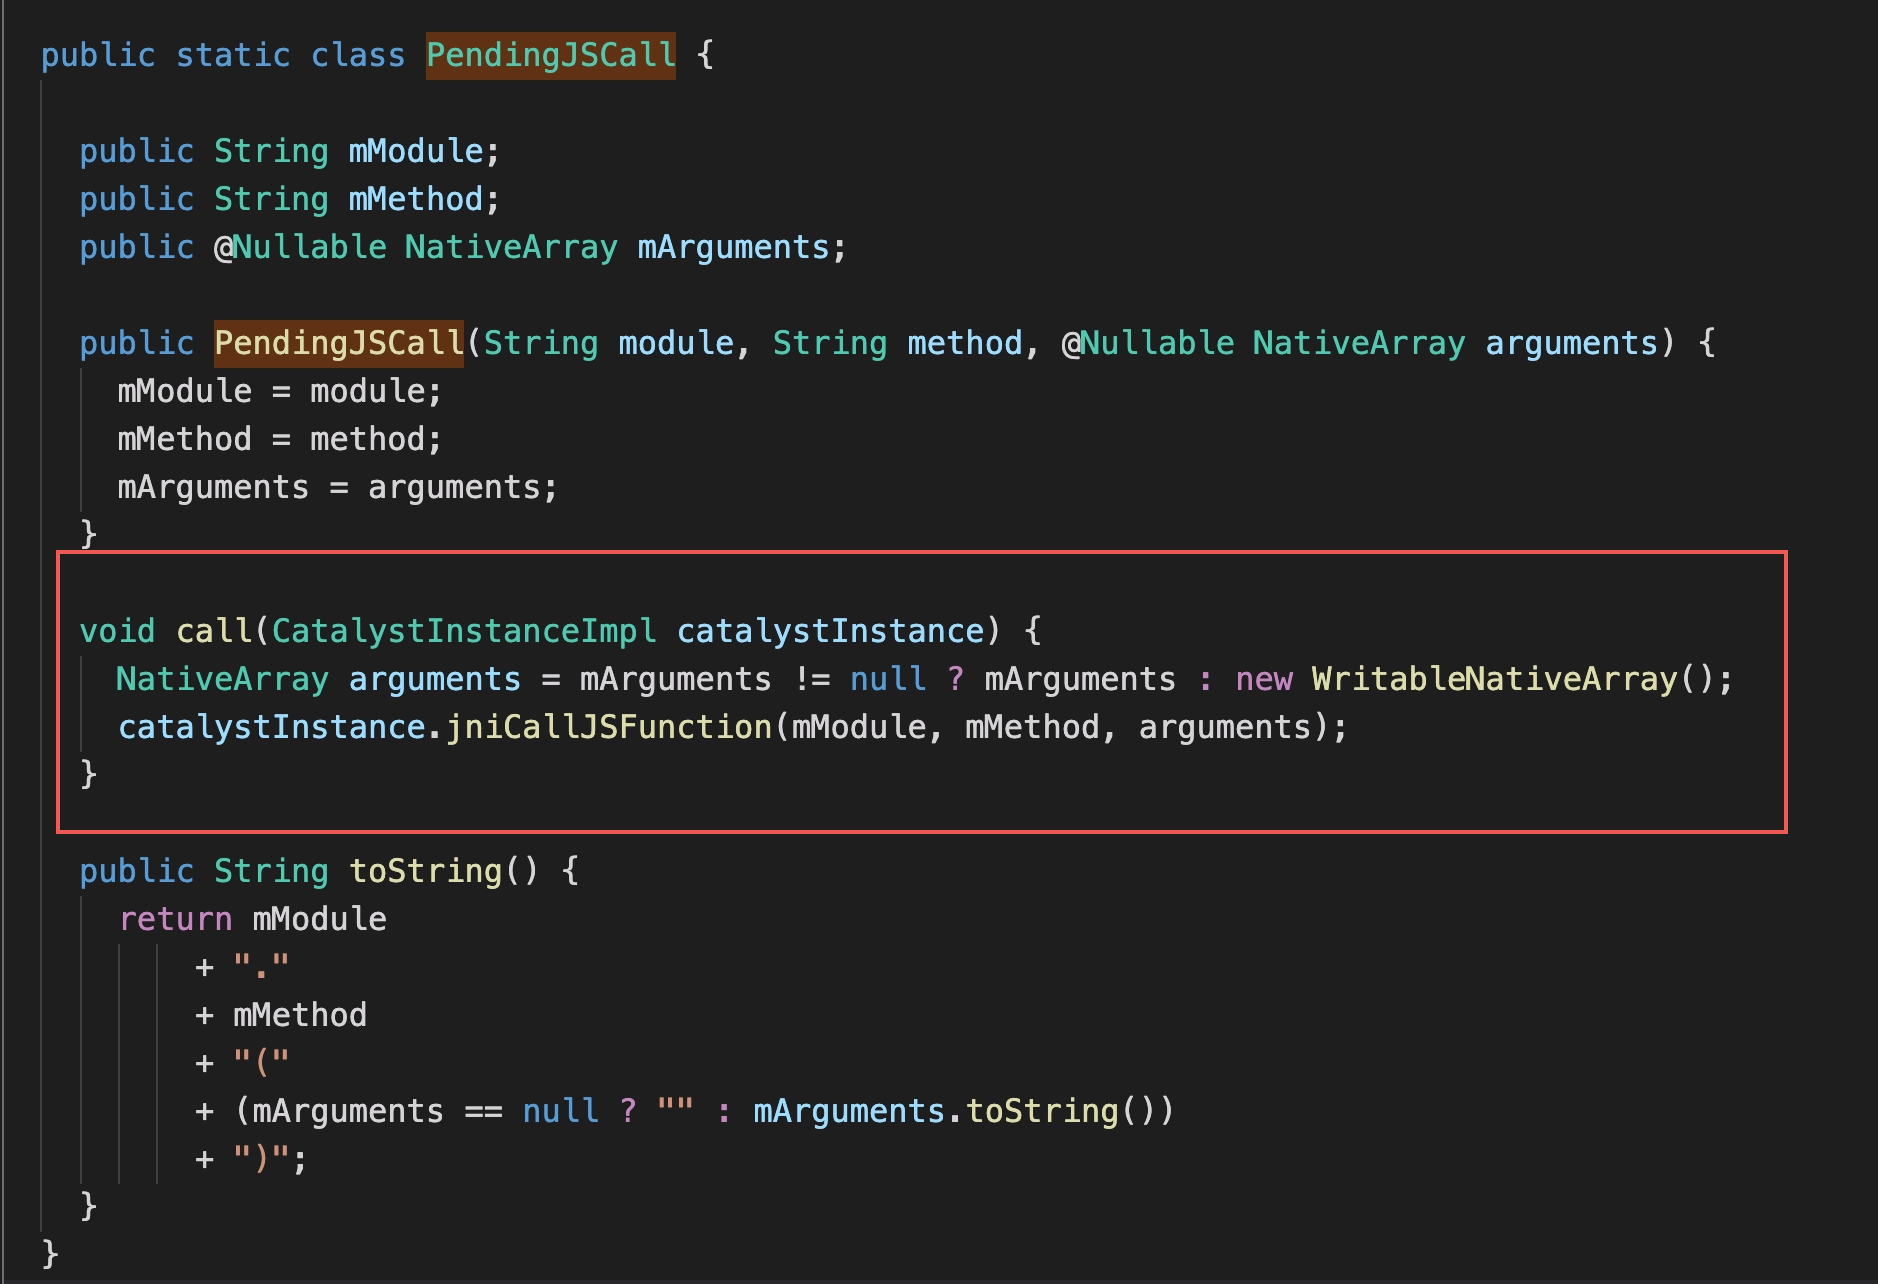 public static class PendingJSCall {
public String mModule;
public String mMethod;
public @Nullable NativeArray mArguments;
public PendingJSCall(String module, String method, @Nullable NativeArray arguments) {
mModule = module;
mMethod = method;
mArguments = arguments;
}
void call(CatalystInstanceImpl catalystInstance) {
NativeArray arguments = mArguments != null ? mArguments : new WritableNativeArray();
catalystInstance.jniCallJSFunction(mModule, mMethod, arguments);
}
public String toString() {
return mModule
+ "."
+ mMethod
+ "("
+ (mArguments == null ? "" : mArguments.toString())
+ ")";
}
}